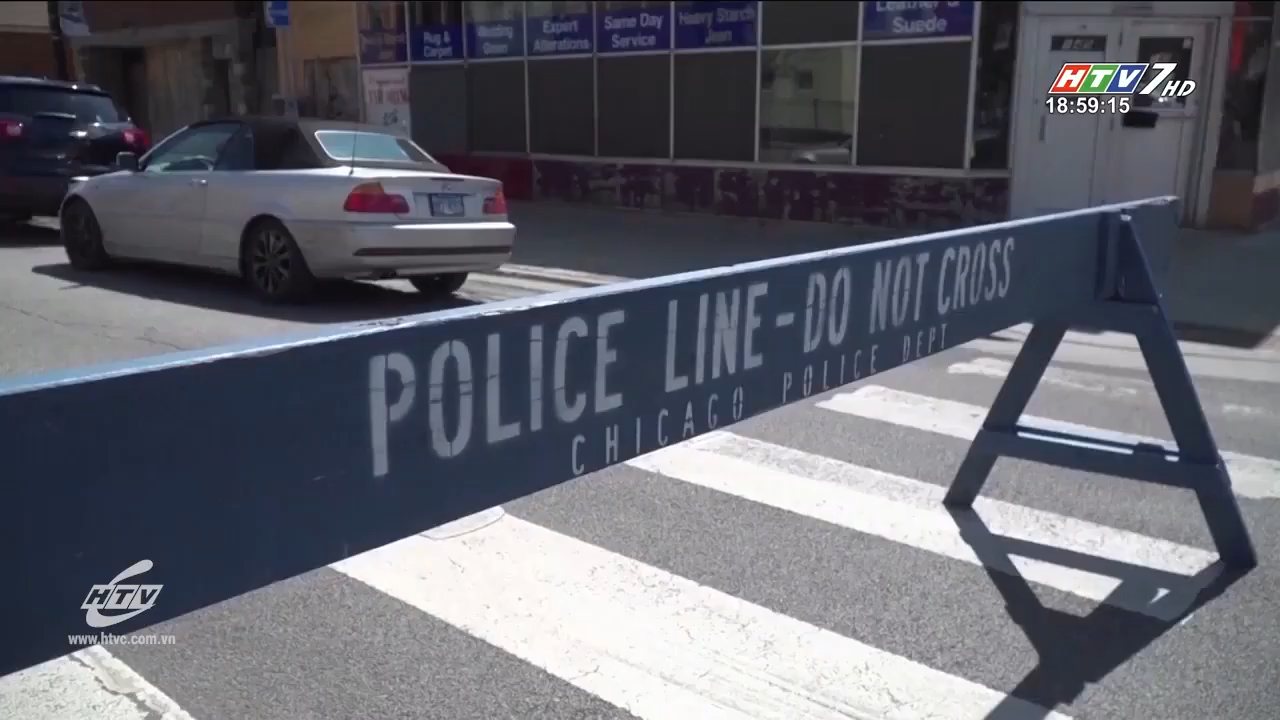 Rug &
Carpet
Wedding
Gown
Expert
Alterations
Same Day
Service
Heavy Starch
Jean
Leather &
Suede
HTV7HD
18:59:15
POLICE LINE-DO NOT CROSS
CHICAGO POLICE DEPT
HTV
www.htvc.com.vn